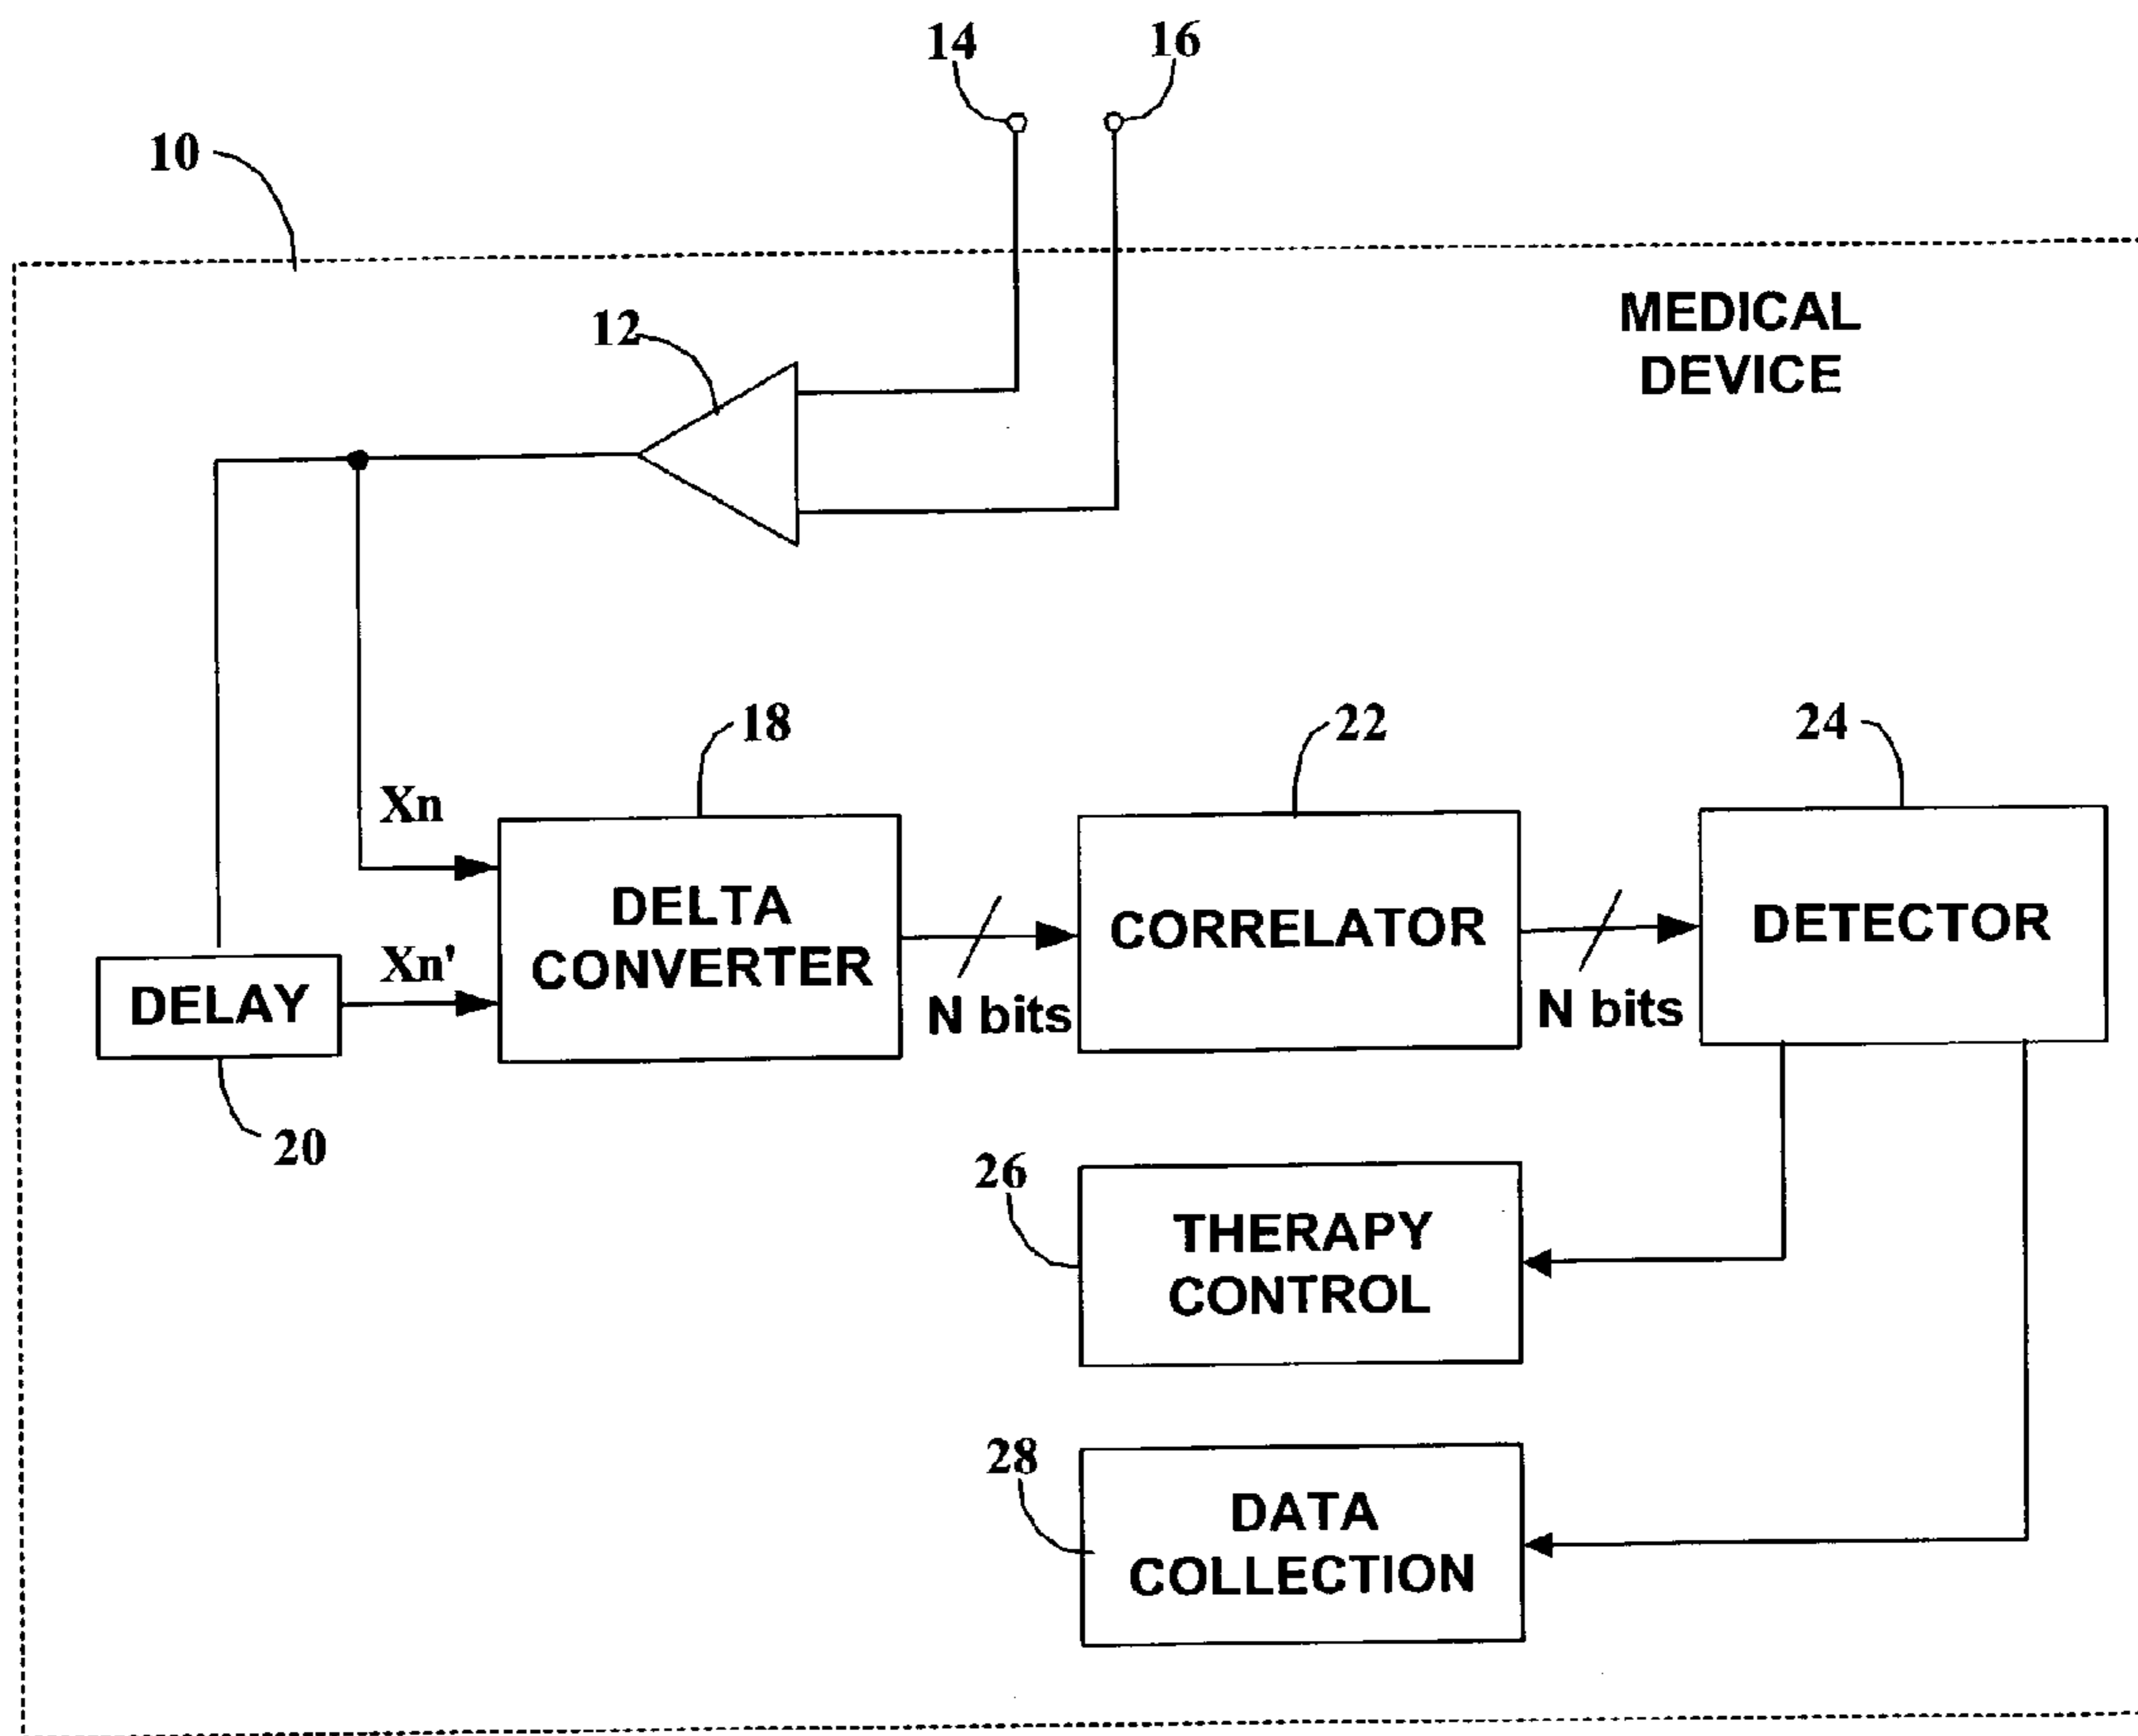 14
16
10
MEDICAL
DEVICE
12
18
22
24
Xn
DELTA
CONVERTER
CORRELATOR
DETECTOR
Xn'
DELAY
N bits
N bits
20
26
THERAPY
CONTROL
28
DATA
COLLECTION